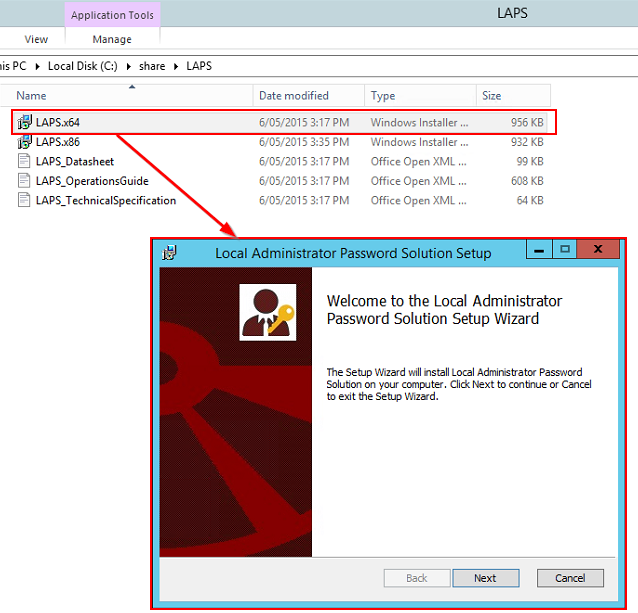 Application Tools
LAPS
View
Manage
his PC ▸ Local Disk (C:) ▸ share ▸ LAPS
Name Date modified Type Size
LAPS.x64 6/05/2015 3:17 PM Windows Installer ... 956 KB
LAPS.x86 6/05/2015 3:35 PM Windows Installer ... 932 KB
LAPS_Datasheet 6/05/2015 3:17 PM Office Open XML ... 99 KB
LAPS_OperationsGuide 6/05/2015 3:17 PM Office Open XML ... 608 KB
LAPS_TechnicalSpecification 6/05/2015 3:17 PM Office Open XML ... 64 KB
Local Administrator Password Solution Setup
Welcome to the Local Administrator
Password Solution Setup Wizard
The Setup Wizard will install Local Administrator Password
Solution on your computer. Click Next to continue or Cancel
to exit the Setup Wizard.
Back Next Cancel